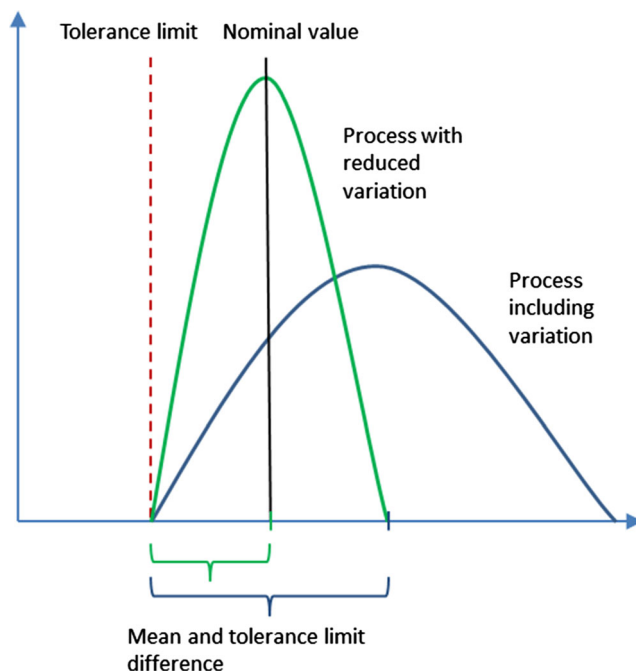 Tolerance limit
Nominal value
Process with
reduced
variation
Process
including
variation
Mean and tolerance limit
difference